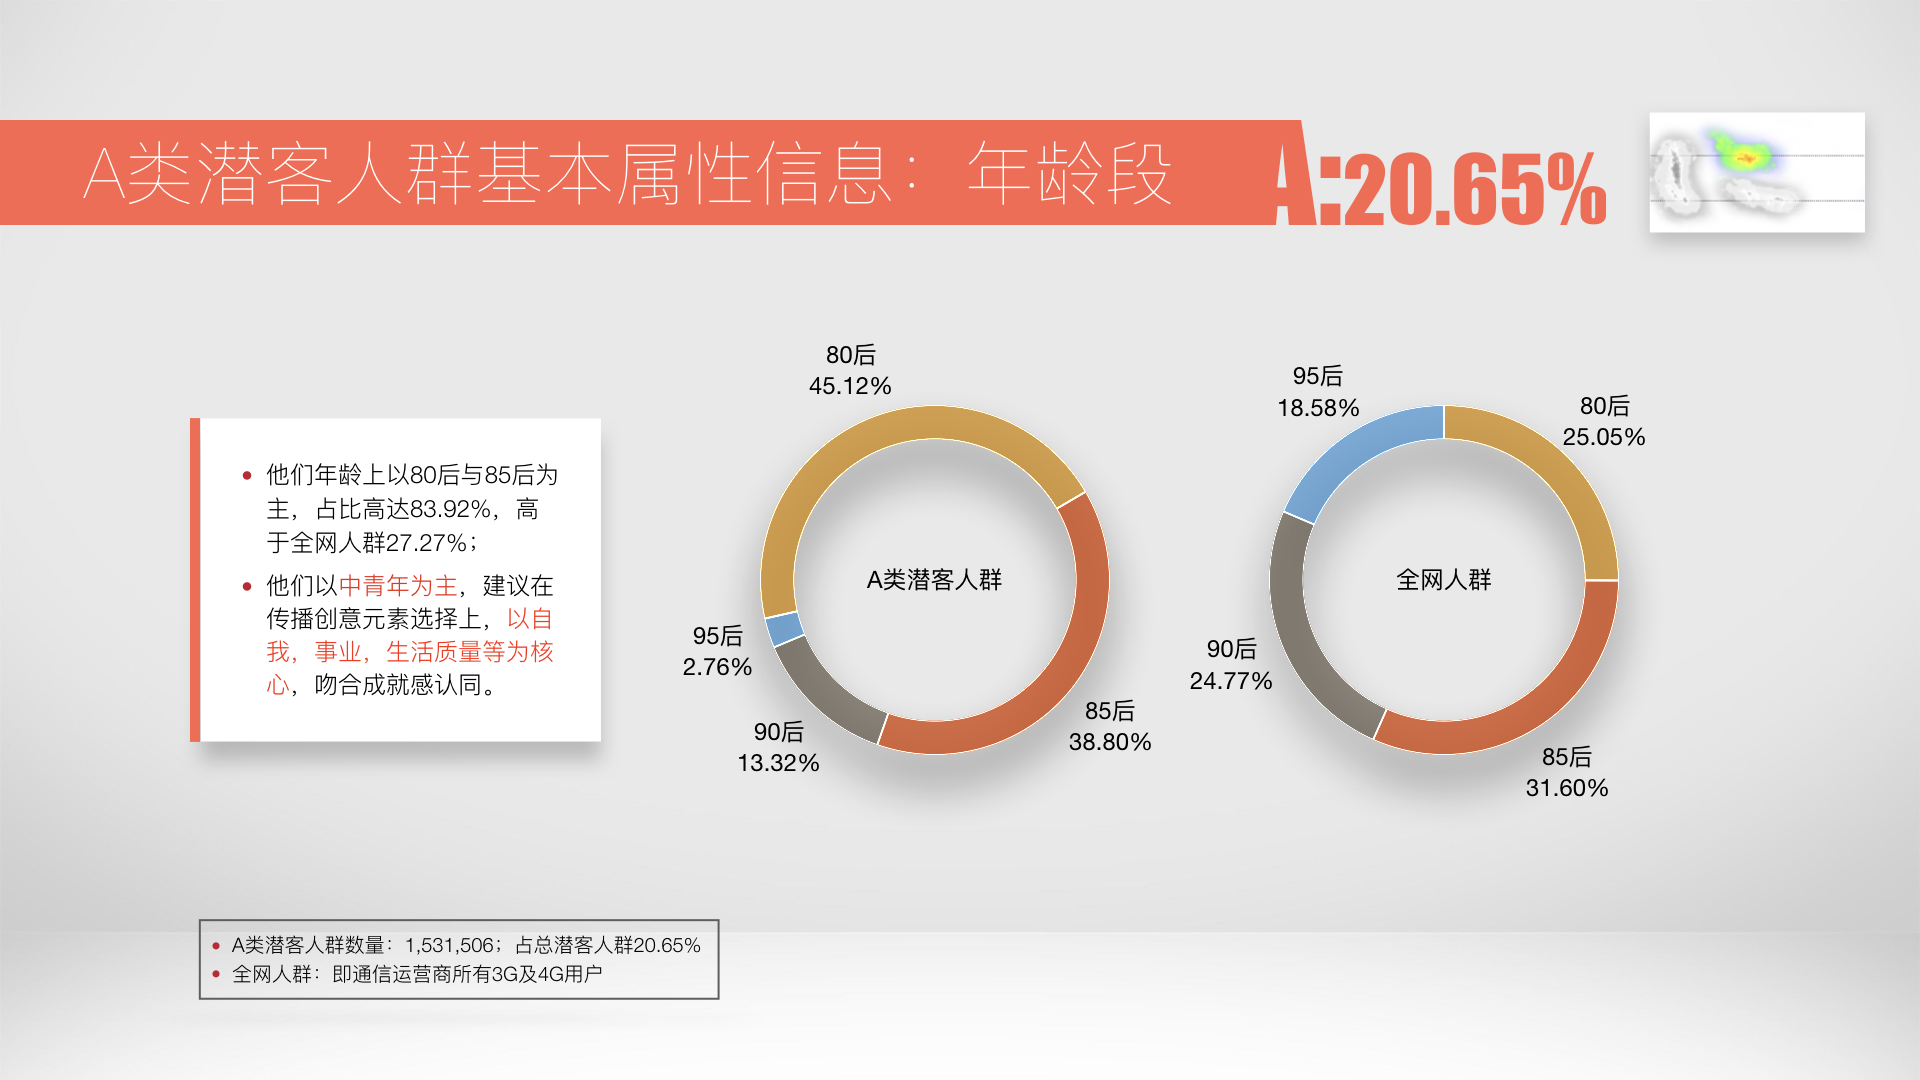 A类潜客人群基本属性信息：年龄段
A:20.65%
他们年龄上以80后与85后为
主，占比高达83.92%，高
于全网人群27.27%；
他们以中青年为主，建议在
传播创意元素选择上，以自
我，事业，生活质量等为核
心，吻合成就感认同。
80后
45.12%
95后
2.76%
90后
13.32%
85后
38.80%
A类潜客人群
95后
18.58%
80后
25.05%
90后
24.77%
85后
31.60%
全网人群
A类潜客人群数量：1,531,506；占总潜客人群20.65%
全网人群：即通信运营商所有3G及4G用户